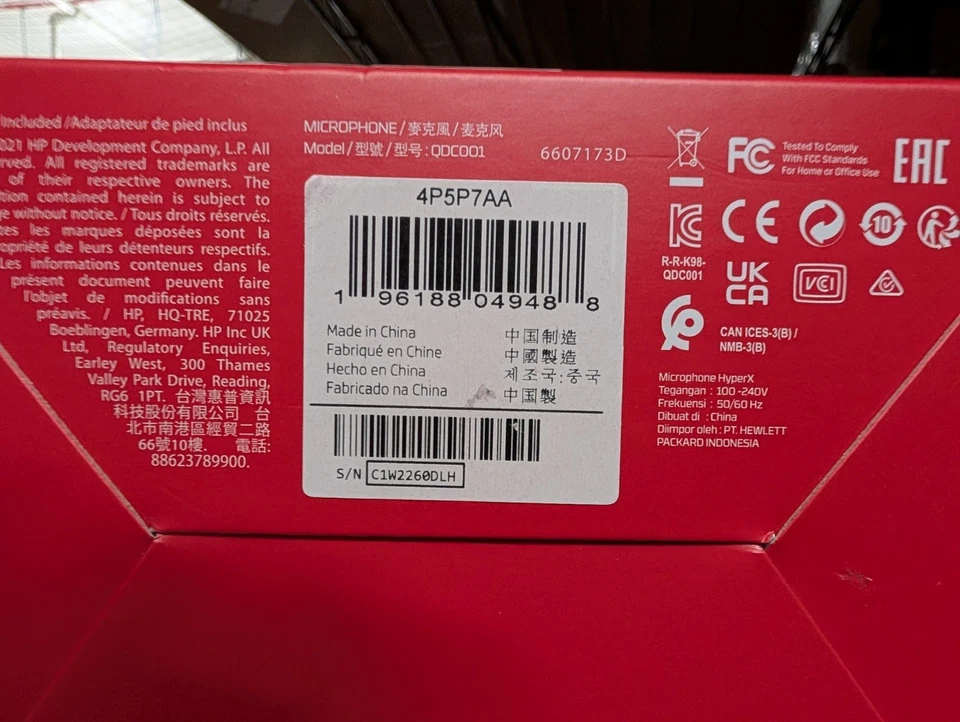 Included /Adaptateur de pied inclus
021 HP Development Company, L.P. All
rved. All registered trademarks are
of their respective owners. The
tion contained herein is subject to
ge without notice. / Tous droits réservés.
tes les marques déposées sont la
opriété de leurs détenteurs respectifs.
Les informations contenues dans le
présent document peuvent faire
l'objet de modifications sans
préavis. / HP, HQ-TRE, 71025
Boeblingen, Germany. HP Inc UK
Ltd, Regulatory Enquiries,
Earley West, 300 Thames
Valley Park Drive, Reading,
RG6 1PT. 台灣惠普資訊
科技股份有限公司 台
北市南港區經貿二路
66號10樓. 電話:
88623789900.
MICROPHONE / 麥克風 / 麦克风
Model / 型號 / 型号 : QDC001
6607173D
4P5P7AA
1 96188 04948 8
Made in China
Fabriqué en Chine
Hecho en China
Fabricado na China
中国制造
中國製造
제조국:중국
中国製
S/N C1W2260DLH
FC
Tested To Comply
With FCC Standards
For Home or Office Use
EAC
CE
10
R-R-K98-
QDC001
UK
CA
VCI
CAN ICES-3(B) /
NMB-3(B)
Microphone HyperX
Tegangan : 100 -240V
Frekuensi : 50/60 Hz
Dibuat di : China
Diimpor oleh : PT. HEWLETT
PACKARD INDONESIA